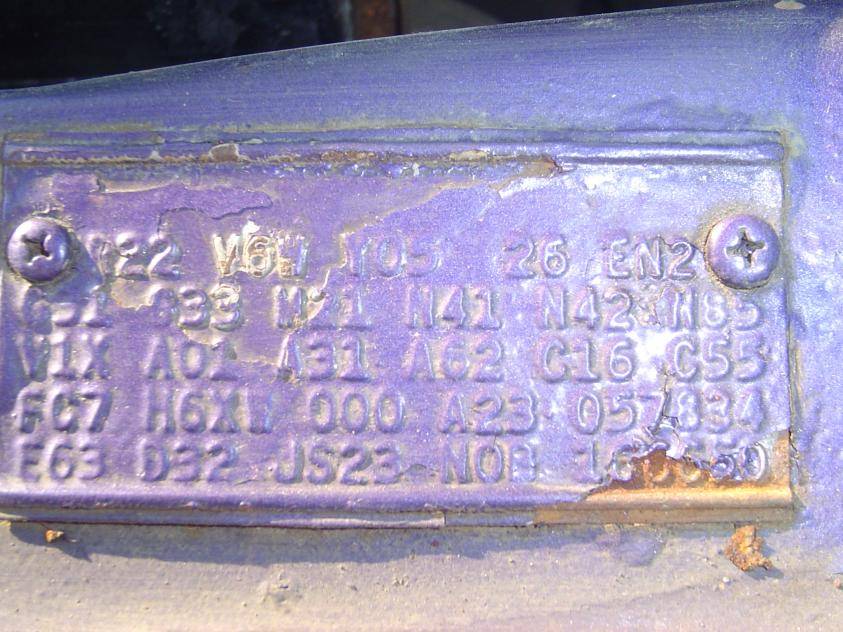 V6W Y05 26 EN2
G33 M21 N41 N42 N85
V1X A01 A31 A62 C16 C55
FC7 H6XW 000 A23 057834
E63 D32 JS23 N0B